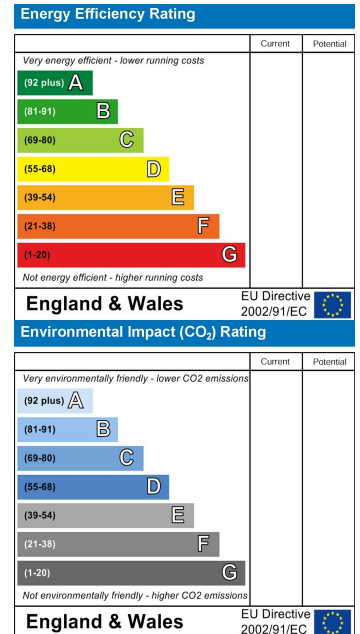 Energy Efficiency Rating
Current Potential
Very energy efficient - lower running costs
(92 plus) A
(81-91) B
(69-80) C
(55-68) D
(39-54) E
(21-38) F
(1-20) G
Not energy efficient - higher running costs
England & Wales EU Directive
2002/91/EC
Environmental Impact (CO₂) Rating
Current Potential
Very environmentally friendly - lower CO2 emissions
(92 plus) A
(81-91) B
(69-80) C
(55-68) D
(39-54) E
(21-38) F
(1-20) G
Not environmentally friendly - higher CO2 emissions
England & Wales EU Directive
2002/91/EC